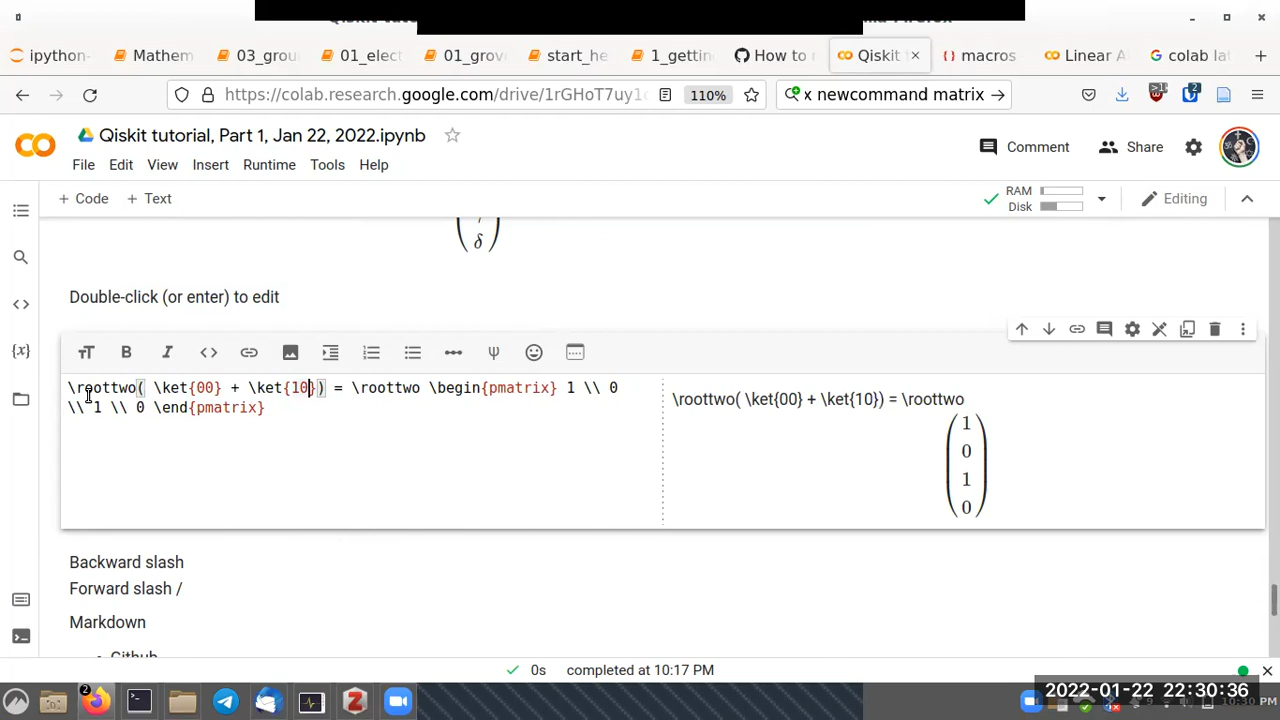 ipython-
Mathem
03_grou
01_elect
01_grov
start_he
1_getti
How to
Qiskit t
macros
Linear A
colab la
https://colab.research.google.com/drive/1rGHoT7uy1
110%
x newcommand matrix
Qiskit tutorial, Part 1, Jan 22, 2022.ipynb
File Edit View Insert Runtime Tools Help
Comment
Share
+ Code + Text
RAM
Disk
Editing
δ
Double-click (or enter) to edit
\roottwo( \ket{00} + \ket{10}) = \roottwo \begin{pmatrix} 1 \\ 0
\\ 1 \\ 0 \end{pmatrix}
\roottwo( \ket{00} + \ket{10}) = \roottwo
1
0
1
0
Backward slash
Forward slash /
Markdown
Github
0s completed at 10:17 PM
2
2022-01-22 22:30:36